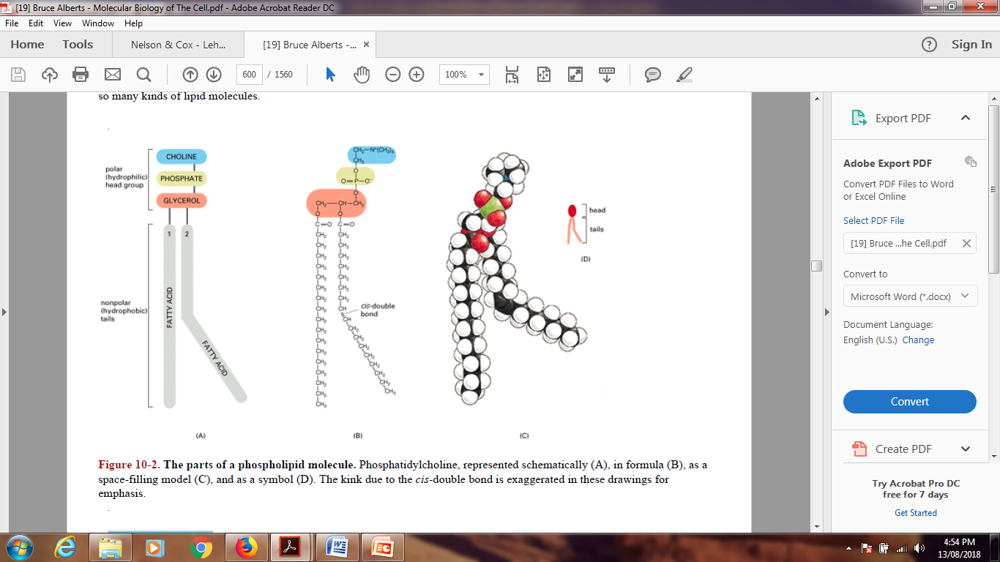 [19] Bruce Alberts - Molecular Biology of The Cell.pdf - Adobe Acrobat Reader DC
File Edit View Window Help
Home Tools Nelson & Cox - Leh... [19] Bruce Alberts -... × ? Sign In
600 / 1560 100%
so many kinds of lipid molecules.
polar
(hydrophilic)
head group
CHOLINE
PHOSPHATE
GLYCEROL
1 2
FATTY ACID
FATTY ACID
nonpolar
(hydrophobic)
tails
(A)
CH₂—N⁺(CH₃)₃
CH₂
O
O=P—O⁻
O
CH₂—CH—CH₂
O O
C=O C=O
CH₂ CH₂
CH₂ CH₂
CH₂ CH₂
CH₂ CH₂
CH₂ CH₂
CH₂ CH₂
CH₂ CH₂
CH₂ CH
CH₂ CH
CH₂ CH₂
CH₂ CH₂
CH₂ CH₂
CH₂ CH₂
CH₂ CH₂
CH₂ CH₂
CH₂ CH₂
CH₃ CH₃
cis-double
bond
(B)
(C)
head
tails
(D)
Figure 10-2. The parts of a phospholipid molecule. Phosphatidylcholine, represented schematically (A), in formula (B), as a
space-filling model (C), and as a symbol (D). The kink due to the cis-double bond is exaggerated in these drawings for
emphasis.
Export PDF
Adobe Export PDF
Convert PDF Files to Word
or Excel Online
Select PDF File
[19] Bruce ...he Cell.pdf
Convert to
Microsoft Word (*.docx)
Document Language:
English (U.S.) Change
Convert
Create PDF
Try Acrobat Pro DC
free for 7 days
Get Started
4:54 PM
13/08/2018